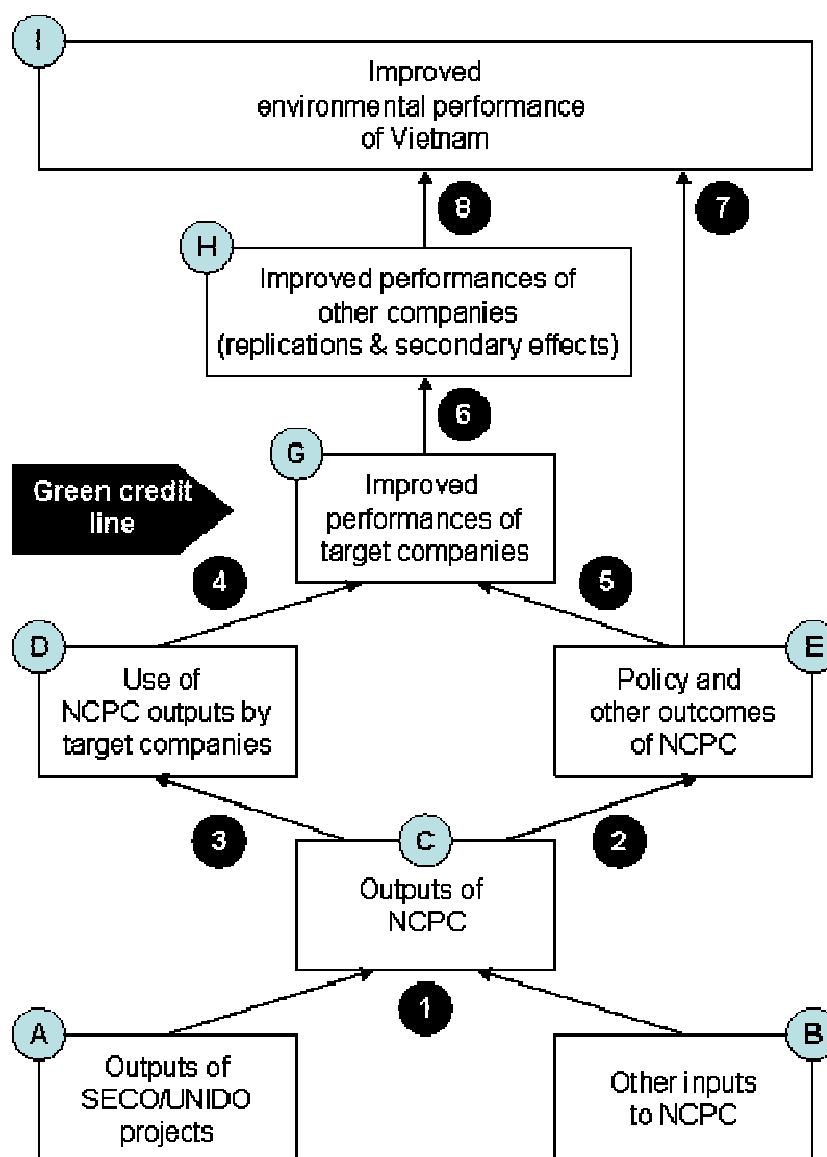 I
Improved
environmental performance
of Vietnam
8
7
H
Improved performances of
other companies
(replications & secondary effects)
6
G
Improved
performances of
target companies
Green credit
line
4
5
D
Use of
NCPC outputs by
target companies
E
Policy and
other outcomes
of NCPC
3
2
C
Outputs of
NCPC
1
A
Outputs of
SECO/UNIDO
projects
B
Other inputs
to NCPC